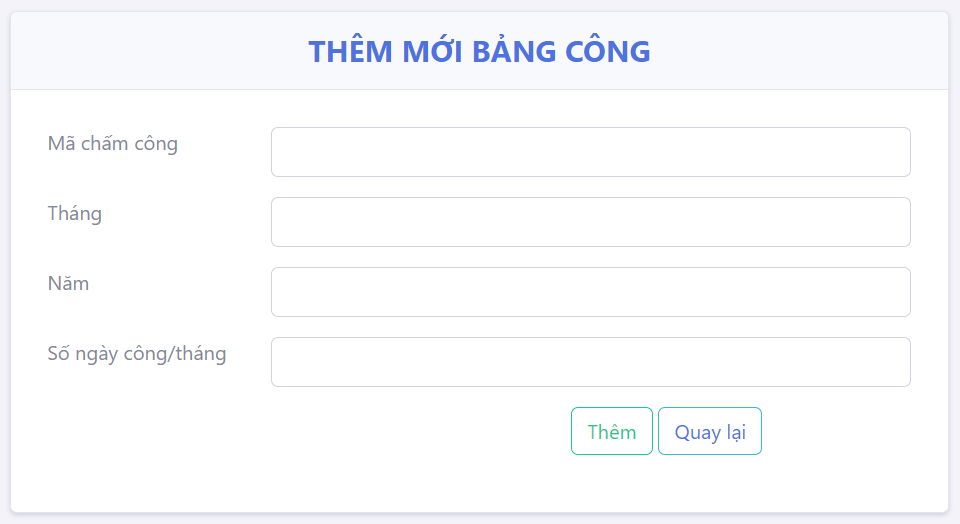 THÊM MỚI BẢNG CÔNG
Mã chấm công
Tháng
Năm
Số ngày công/tháng
Thêm Quay lại